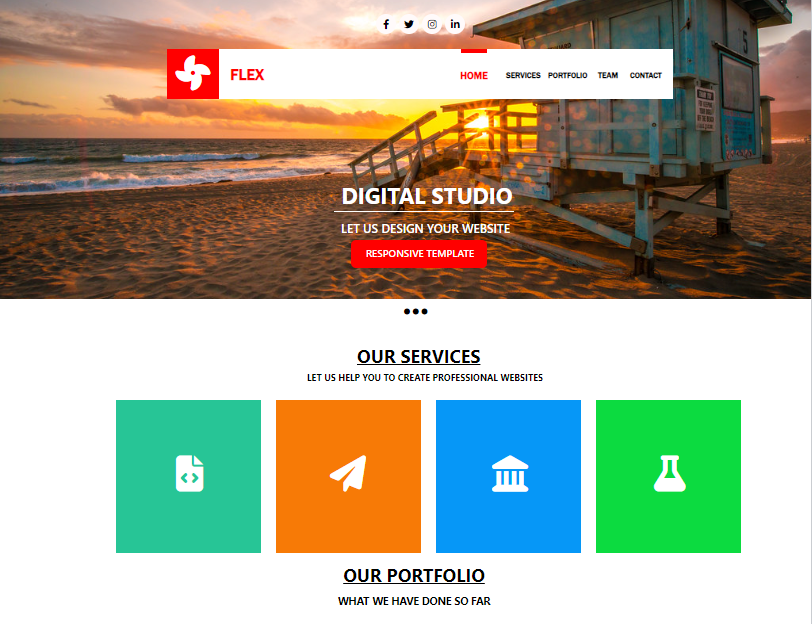 FLEX
HOME SERVICES PORTFOLIO TEAM CONTACT
5
DIGITAL STUDIO
LET US DESIGN YOUR WEBSITE
RESPONSIVE TEMPLATE
OUR SERVICES
LET US HELP YOU TO CREATE PROFESSIONAL WEBSITES
OUR PORTFOLIO
WHAT WE HAVE DONE SO FAR